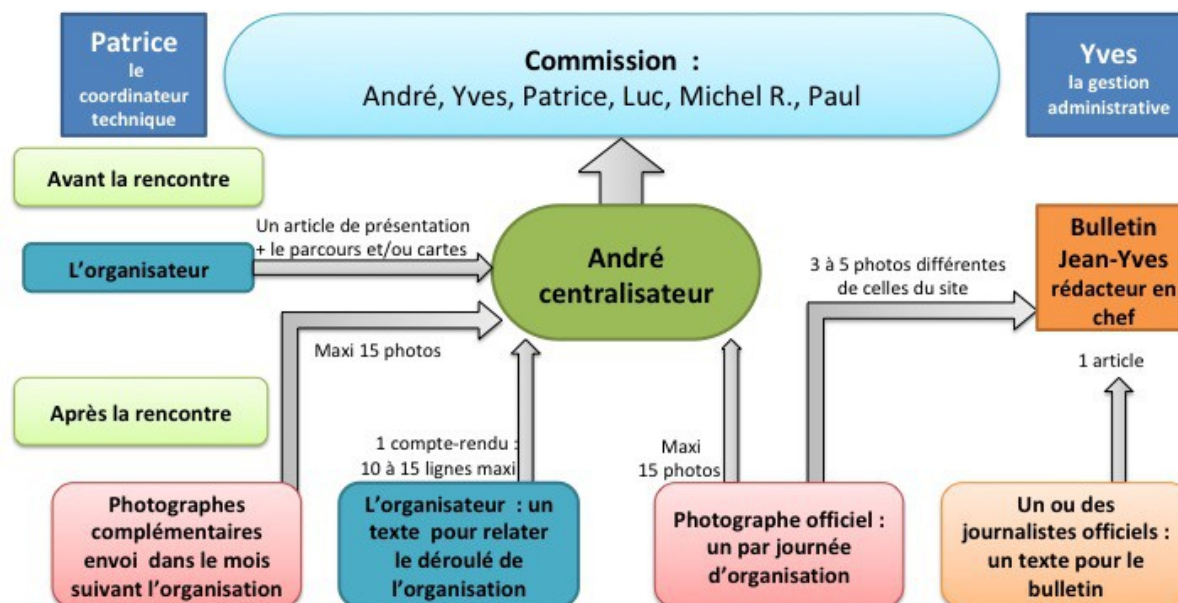 Patrice
le
coordinateur
technique
Commission :
André, Yves, Patrice, Luc, Michel R., Paul
Yves
la gestion
administrative
Avant la rencontre
L'organisateur
Un article de présentation
+ le parcours et/ou cartes
André
centralisateur
3 à 5 photos différentes
de celles du site
Bulletin
Jean-Yves
rédacteur en
chef
Maxi 15 photos
1 article
Après la rencontre
1 compte-rendu :
10 à 15 lignes maxi
Maxi
15 photos
Photographes
complémentaires
envoi dans le mois
suivant l'organisation
L'organisateur : un
texte pour relater
le déroulé de
l'organisation
Photographe officiel :
un par journée
d'organisation
Un ou des
journalistes officiels :
un texte pour le
bulletin